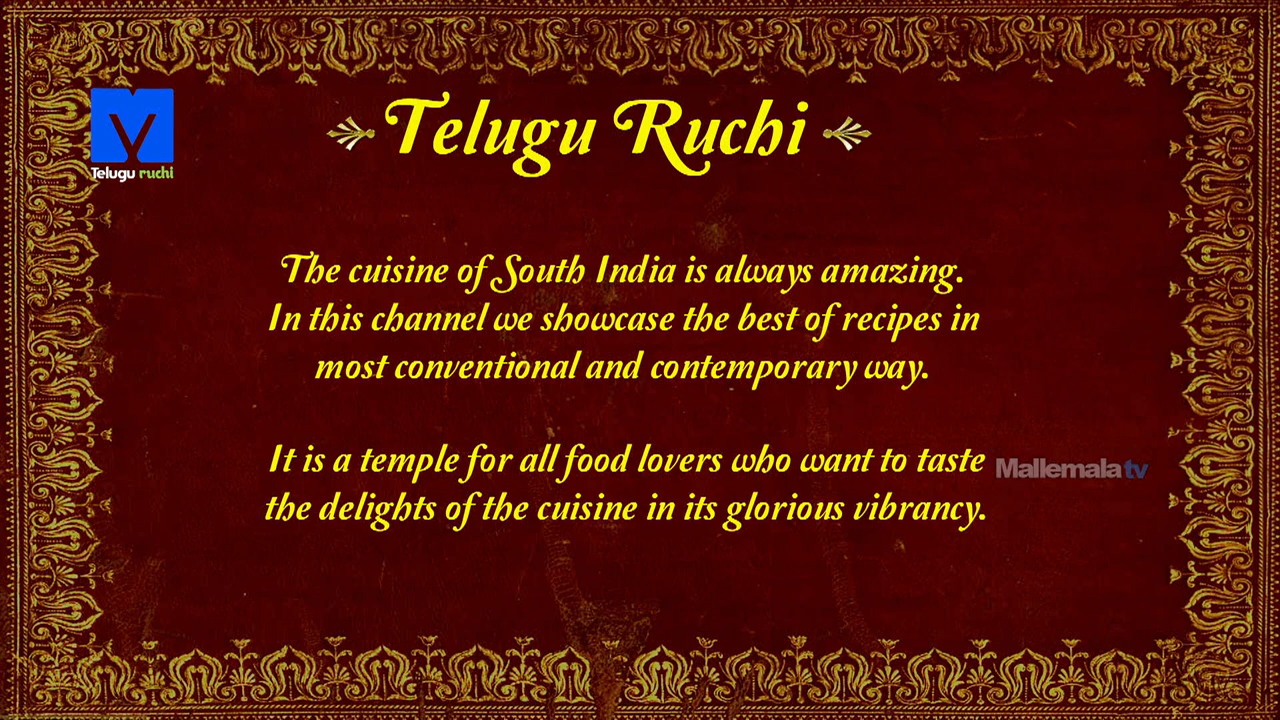 Telugu Ruchi
Telugu ruchi
The cuisine of South India is always amazing.
In this channel we showcase the best of recipes in
most conventional and contemporary way.
It is a temple for all food lovers who want to taste
the delights of the cuisine in its glorious vibrancy.
Mallemala tv